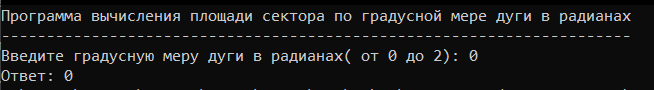 Программа вычисления площади сектора по градусной мере дуги в радианах
----------------------------------------------------------------------
Введите градусную меру дуги в радианах( от 0 до 2): 0
Ответ: 0